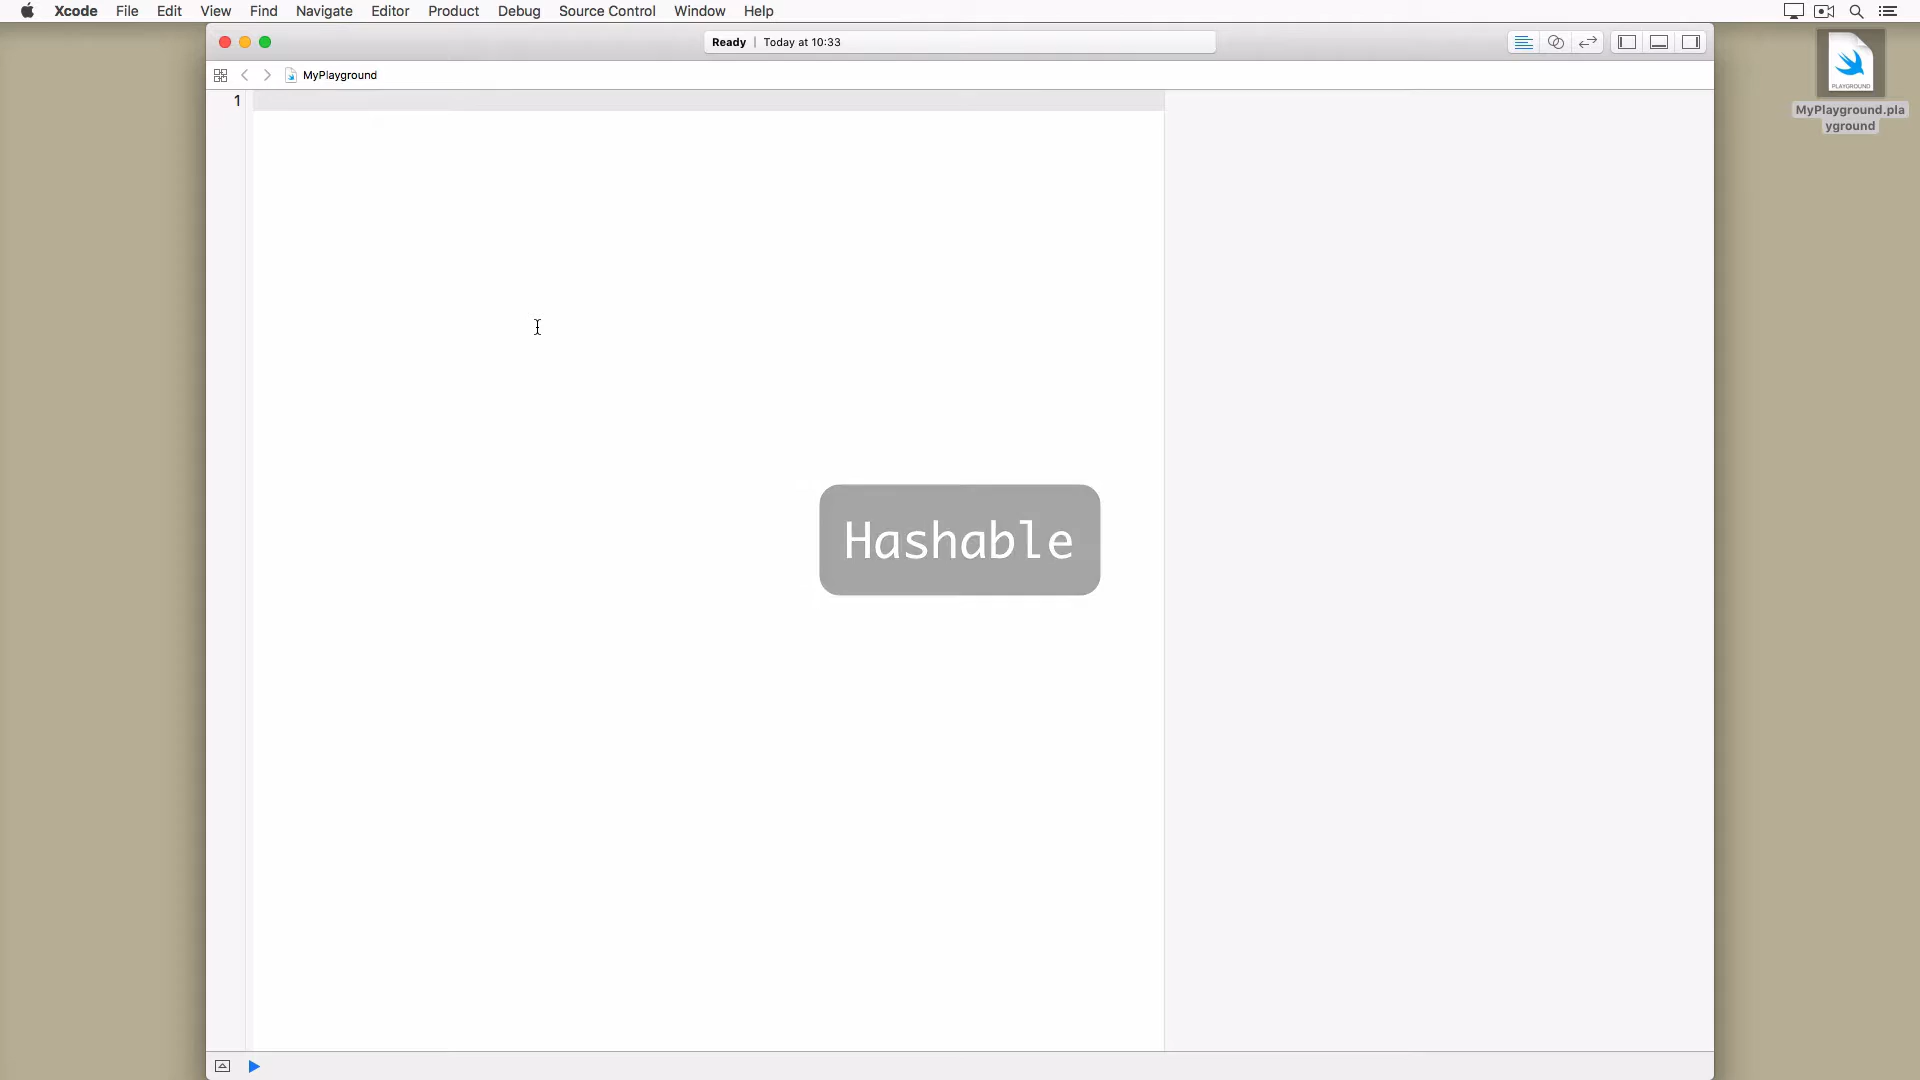 Xcode File Edit View Find Navigate Editor Product Debug Source Control Window Help
Ready | Today at 10:33
MyPlayground
1
PLAYGROUND
MyPlayground.pla
yground
Hashable